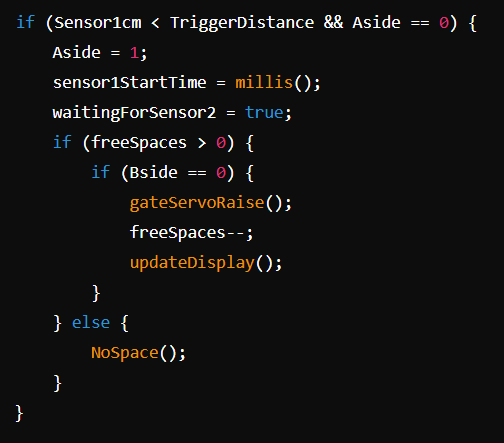 if (Sensor1cm < TriggerDistance && Aside == 0) {
    Aside = 1;
    sensor1StartTime = millis();
    waitingForSensor2 = true;
    if (freeSpaces > 0) {
        if (Bside == 0) {
            gateServoRaise();
            freeSpaces--;
            updateDisplay();
        }
    } else {
        NoSpace();
    }
}